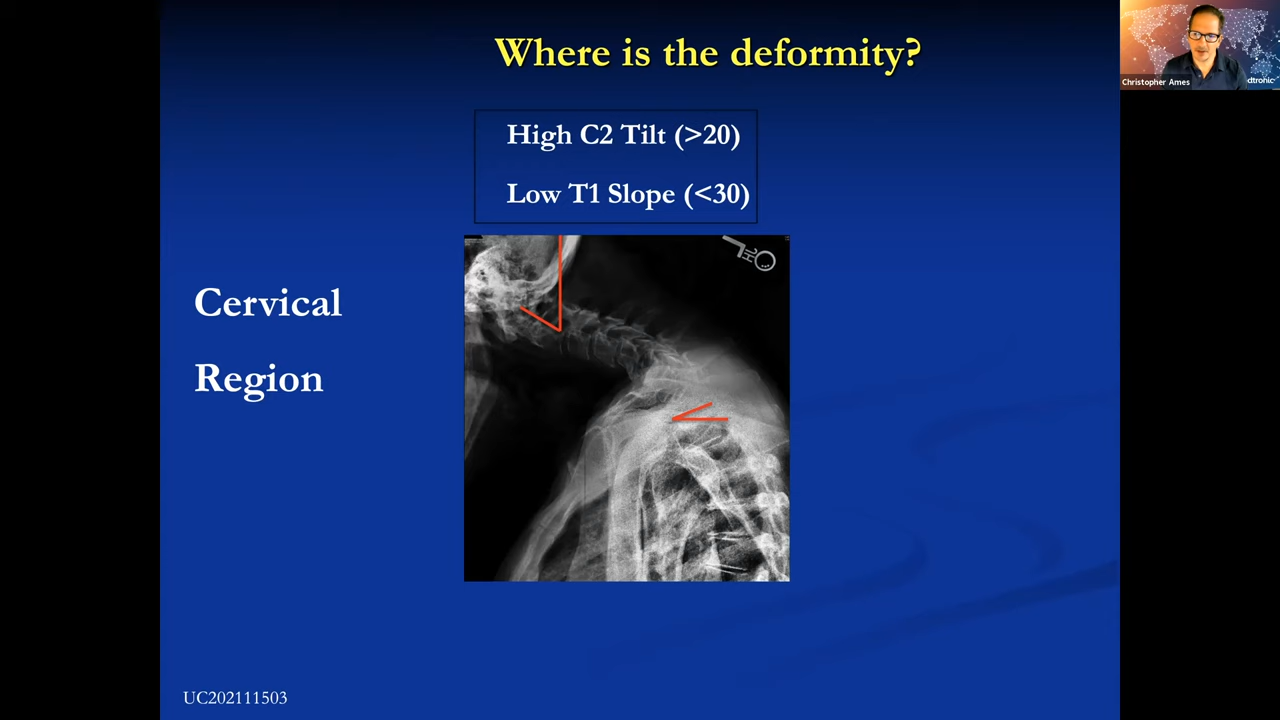 Where is the deformity?
High C2 Tilt (>20)
Low T1 Slope (<30)
Cervical
Region
UC202111503
Christopher Ames
dtronic